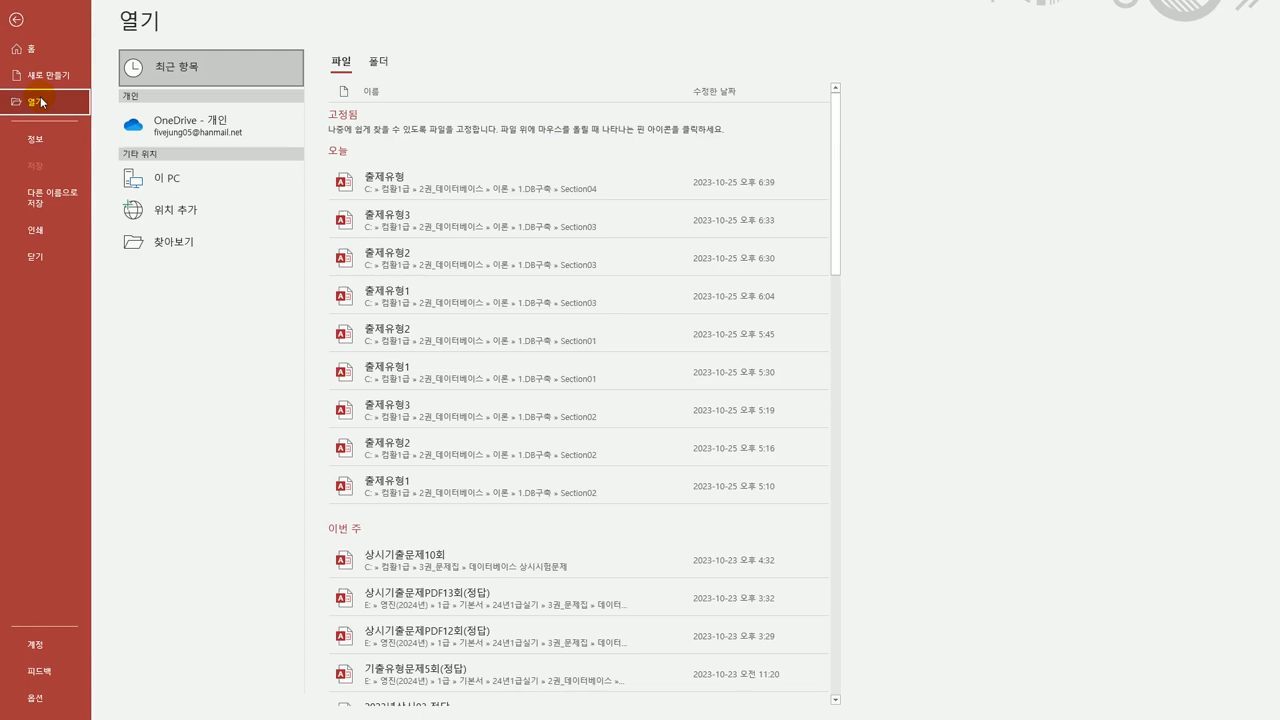 열기
홈
새로 만들기
열기
정보
저장
다른 이름으로
저장
인쇄
닫기
계정
피드백
옵션
최근 항목
개인
OneDrive - 개인
fivejung05@hanmail.net
기타 위치
이 PC
위치 추가
찾아보기
파일 폴더
이름 수정한 날짜
고정됨
나중에 쉽게 찾을 수 있도록 파일을 고정합니다. 파일 위에 마우스를 올릴 때 나타나는 핀 아이콘을 클릭하세요.
오늘
출제유형
C: » 컴활1급 » 2권_데이터베이스 » 이론 » 1.DB구축 » Section04
2023-10-25 오후 6:39
출제유형3
C: » 컴활1급 » 2권_데이터베이스 » 이론 » 1.DB구축 » Section03
2023-10-25 오후 6:33
출제유형2
C: » 컴활1급 » 2권_데이터베이스 » 이론 » 1.DB구축 » Section03
2023-10-25 오후 6:30
출제유형1
C: » 컴활1급 » 2권_데이터베이스 » 이론 » 1.DB구축 » Section03
2023-10-25 오후 6:04
출제유형2
C: » 컴활1급 » 2권_데이터베이스 » 이론 » 1.DB구축 » Section01
2023-10-25 오후 5:45
출제유형1
C: » 컴활1급 » 2권_데이터베이스 » 이론 » 1.DB구축 » Section01
2023-10-25 오후 5:30
출제유형3
C: » 컴활1급 » 2권_데이터베이스 » 이론 » 1.DB구축 » Section02
2023-10-25 오후 5:19
출제유형2
C: » 컴활1급 » 2권_데이터베이스 » 이론 » 1.DB구축 » Section02
2023-10-25 오후 5:16
출제유형1
C: » 컴활1급 » 2권_데이터베이스 » 이론 » 1.DB구축 » Section02
2023-10-25 오후 5:10
이번 주
상시기출문제10회
C: » 컴활1급 » 3권_문제집 » 데이터베이스 상시시험문제
2023-10-23 오후 4:32
상시기출문제PDF13회(정답)
E: » 영진(2024년) » 1급 » 기본서 » 24년1급실기 » 3권_문제집 » 데이터...
2023-10-23 오후 3:32
상시기출문제PDF12회(정답)
E: » 영진(2024년) » 1급 » 기본서 » 24년1급실기 » 3권_문제집 » 데이터...
2023-10-23 오후 3:29
기출유형문제5회(정답)
E: » 영진(2024년) » 1급 » 기본서 » 24년1급실기 » 2권_데이터베이스 »...
2023-10-23 오전 11:20